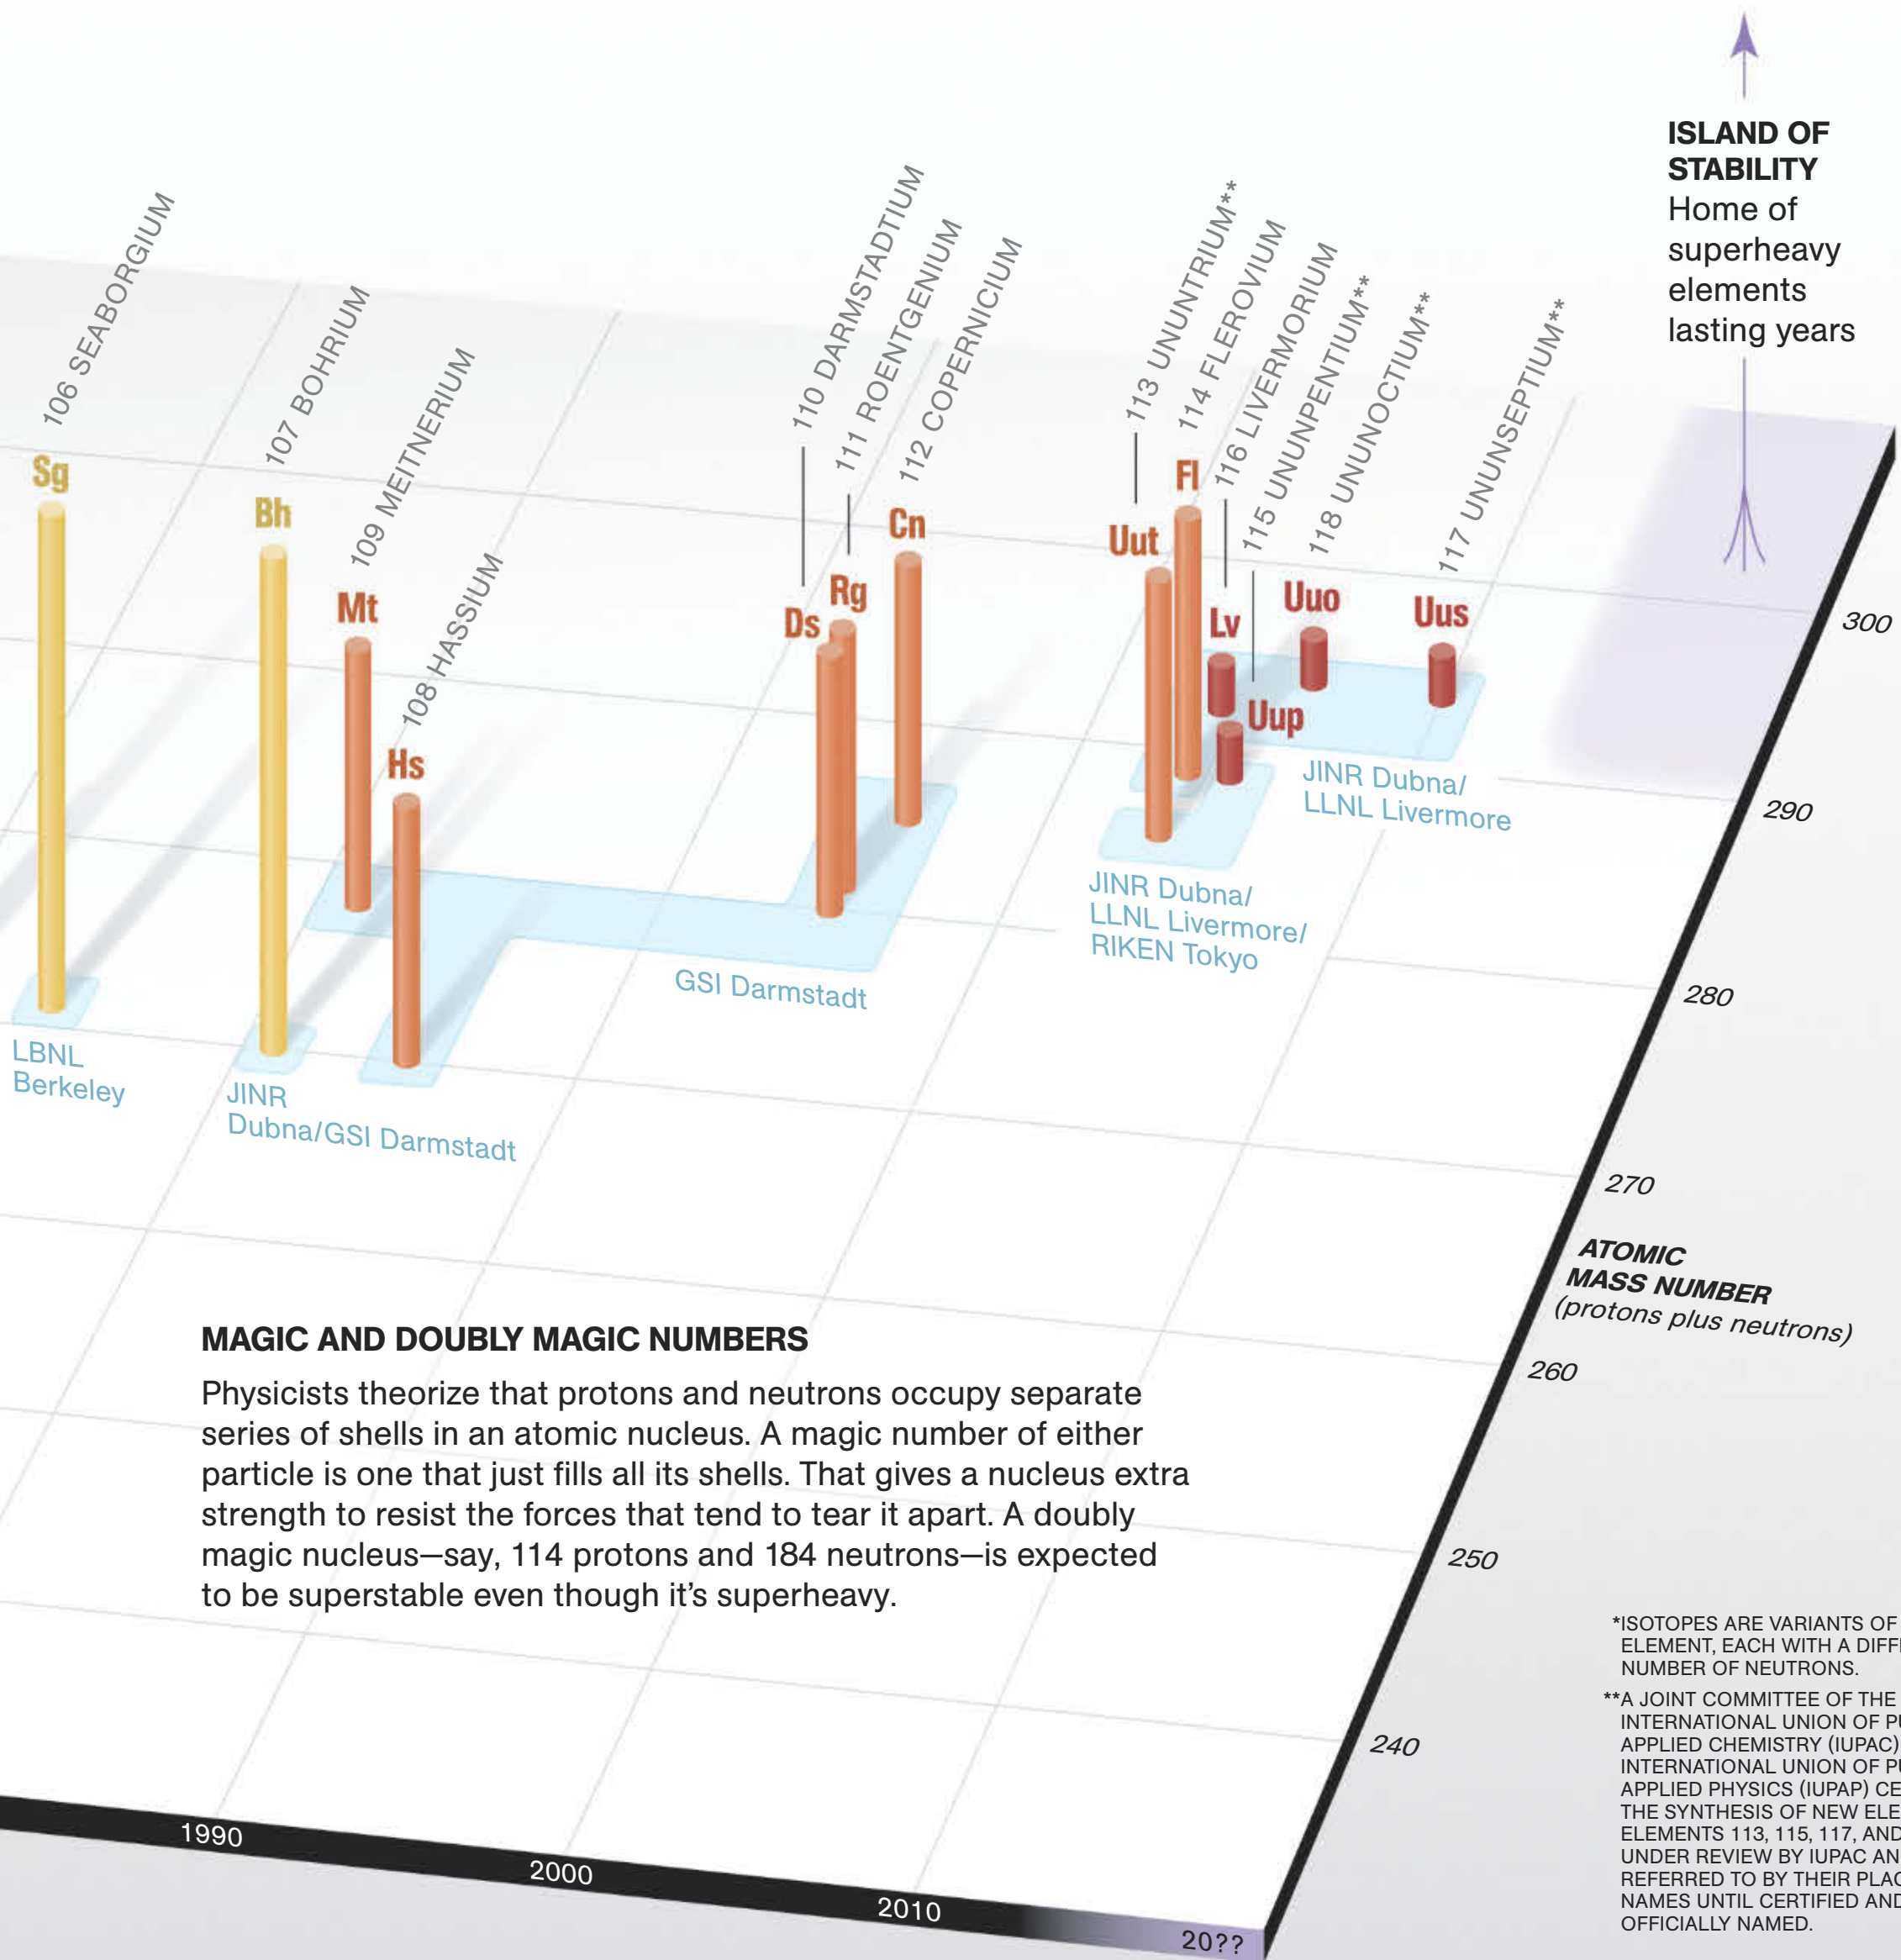 ISLAND OF
STABILITY
Home of
superheavy
elements
lasting years
106 SEABORGIUM
107 BOHRIUM
109 MEITNERIUM
108 HASSIUM
110 DARMSTADTIUM
111 ROENTGENIUM
112 COPERNICIUM
113 UNUNTRIUM**
114 FLEROVIUM
116 LIVERMORIUM
115 UNUNPENTIUM**
118 UNUNOCTIUM**
117 UNUNSEPTIUM**
Sg
Bh
Mt
Hs
Ds
Rg
Cn
Uut
Fl
Lv
Uup
Uuo
Uus
LBNL
Berkeley
JINR
Dubna/GSI Darmstadt
GSI Darmstadt
JINR Dubna/
LLNL Livermore/
RIKEN Tokyo
JINR Dubna/
LLNL Livermore
300
290
280
270
ATOMIC
MASS NUMBER
(protons plus neutrons)
260
250
240
MAGIC AND DOUBLY MAGIC NUMBERS
Physicists theorize that protons and neutrons occupy separate
series of shells in an atomic nucleus. A magic number of either
particle is one that just fills all its shells. That gives a nucleus extra
strength to resist the forces that tend to tear it apart. A doubly
magic nucleus—say, 114 protons and 184 neutrons—is expected
to be superstable even though it's superheavy.
*ISOTOPES ARE VARIANTS OF
ELEMENT, EACH WITH A
NUMBER OF NEUTRONS.
**A JOINT COMMITTEE OF THE
INTERNATIONAL UNION OF
APPLIED CHEMISTRY (IUPAC)
INTERNATIONAL UNION OF
APPLIED PHYSICS (IUPAP)
THE SYNTHESIS OF NEW
ELEMENTS 113, 115, 117, AND
UNDER REVIEW BY IUPAC
REFERRED TO BY THEIR
NAMES UNTIL CERTIFIED AND
OFFICIALLY NAMED.
1990
2000
2010
20??